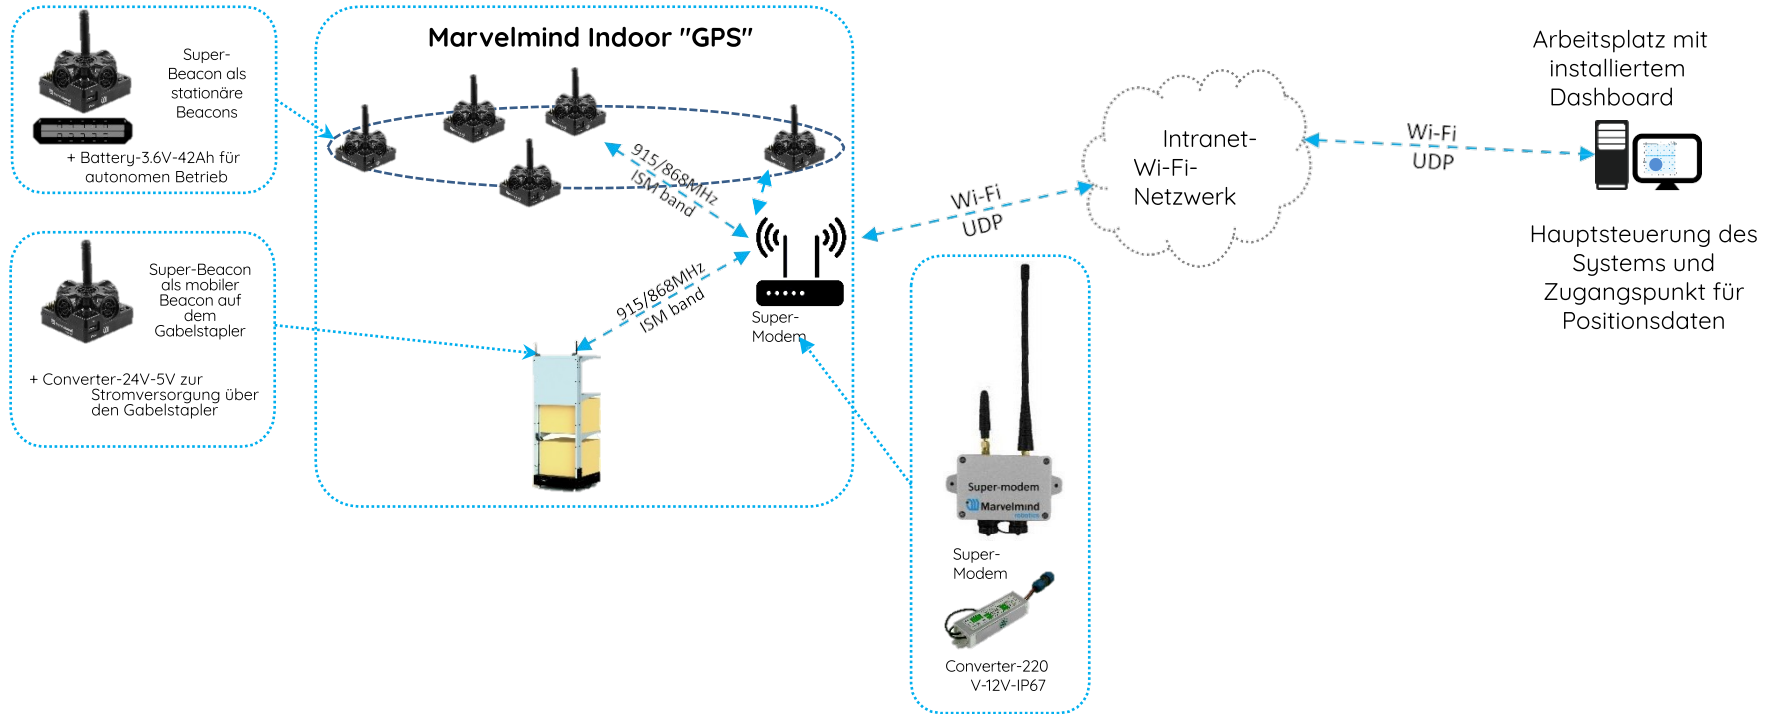 Super-
Beacon als
stationäre
Beacons
+ Battery-3.6V-42Ah für
autonomen Betrieb
Super-Beacon
als mobiler
Beacon auf
dem
Gabelstapler
+ Converter-24V-5V zur
Stromversorgung über
den Gabelstapler
Marvelmind Indoor "GPS"
915/868MHz
ISM band
915/868MHz
ISM band
Super-
Modem
Wi-Fi
UDP
Super-modem
Marvelmind
Super-
Modem
Converter-220
V-12V-IP67
Intranet-
Wi-Fi-
Netzwerk
Wi-Fi
UDP
Arbeitsplatz mit
installiertem
Dashboard
Hauptsteuerung des
Systems und
Zugangspunkt für
Positionsdaten